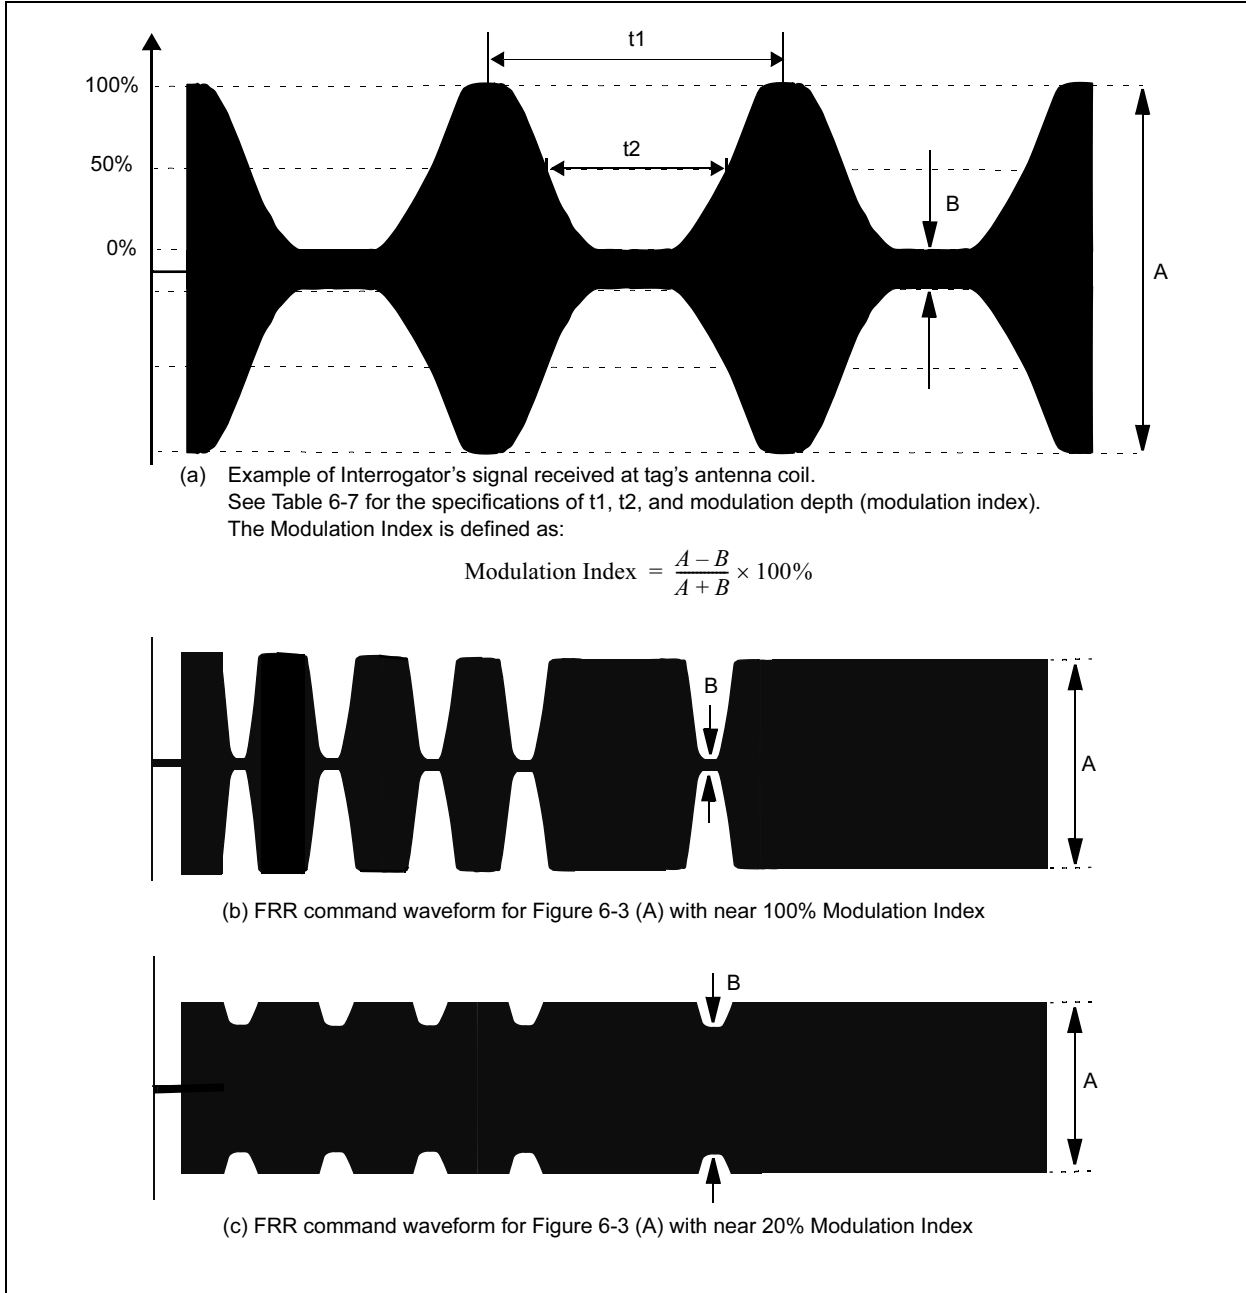 t1
100%
50%
t2
B
0%
A
(a) Example of Interrogator's signal received at tag's antenna coil.
See Table 6-7 for the specifications of t1, t2, and modulation depth (modulation index).
The Modulation Index is defined as:
Modulation Index = \frac{A – B}{A + B} × 100%
B
A
(b) FRR command waveform for Figure 6-3 (A) with near 100% Modulation Index
B
A
(c) FRR command waveform for Figure 6-3 (A) with near 20% Modulation Index